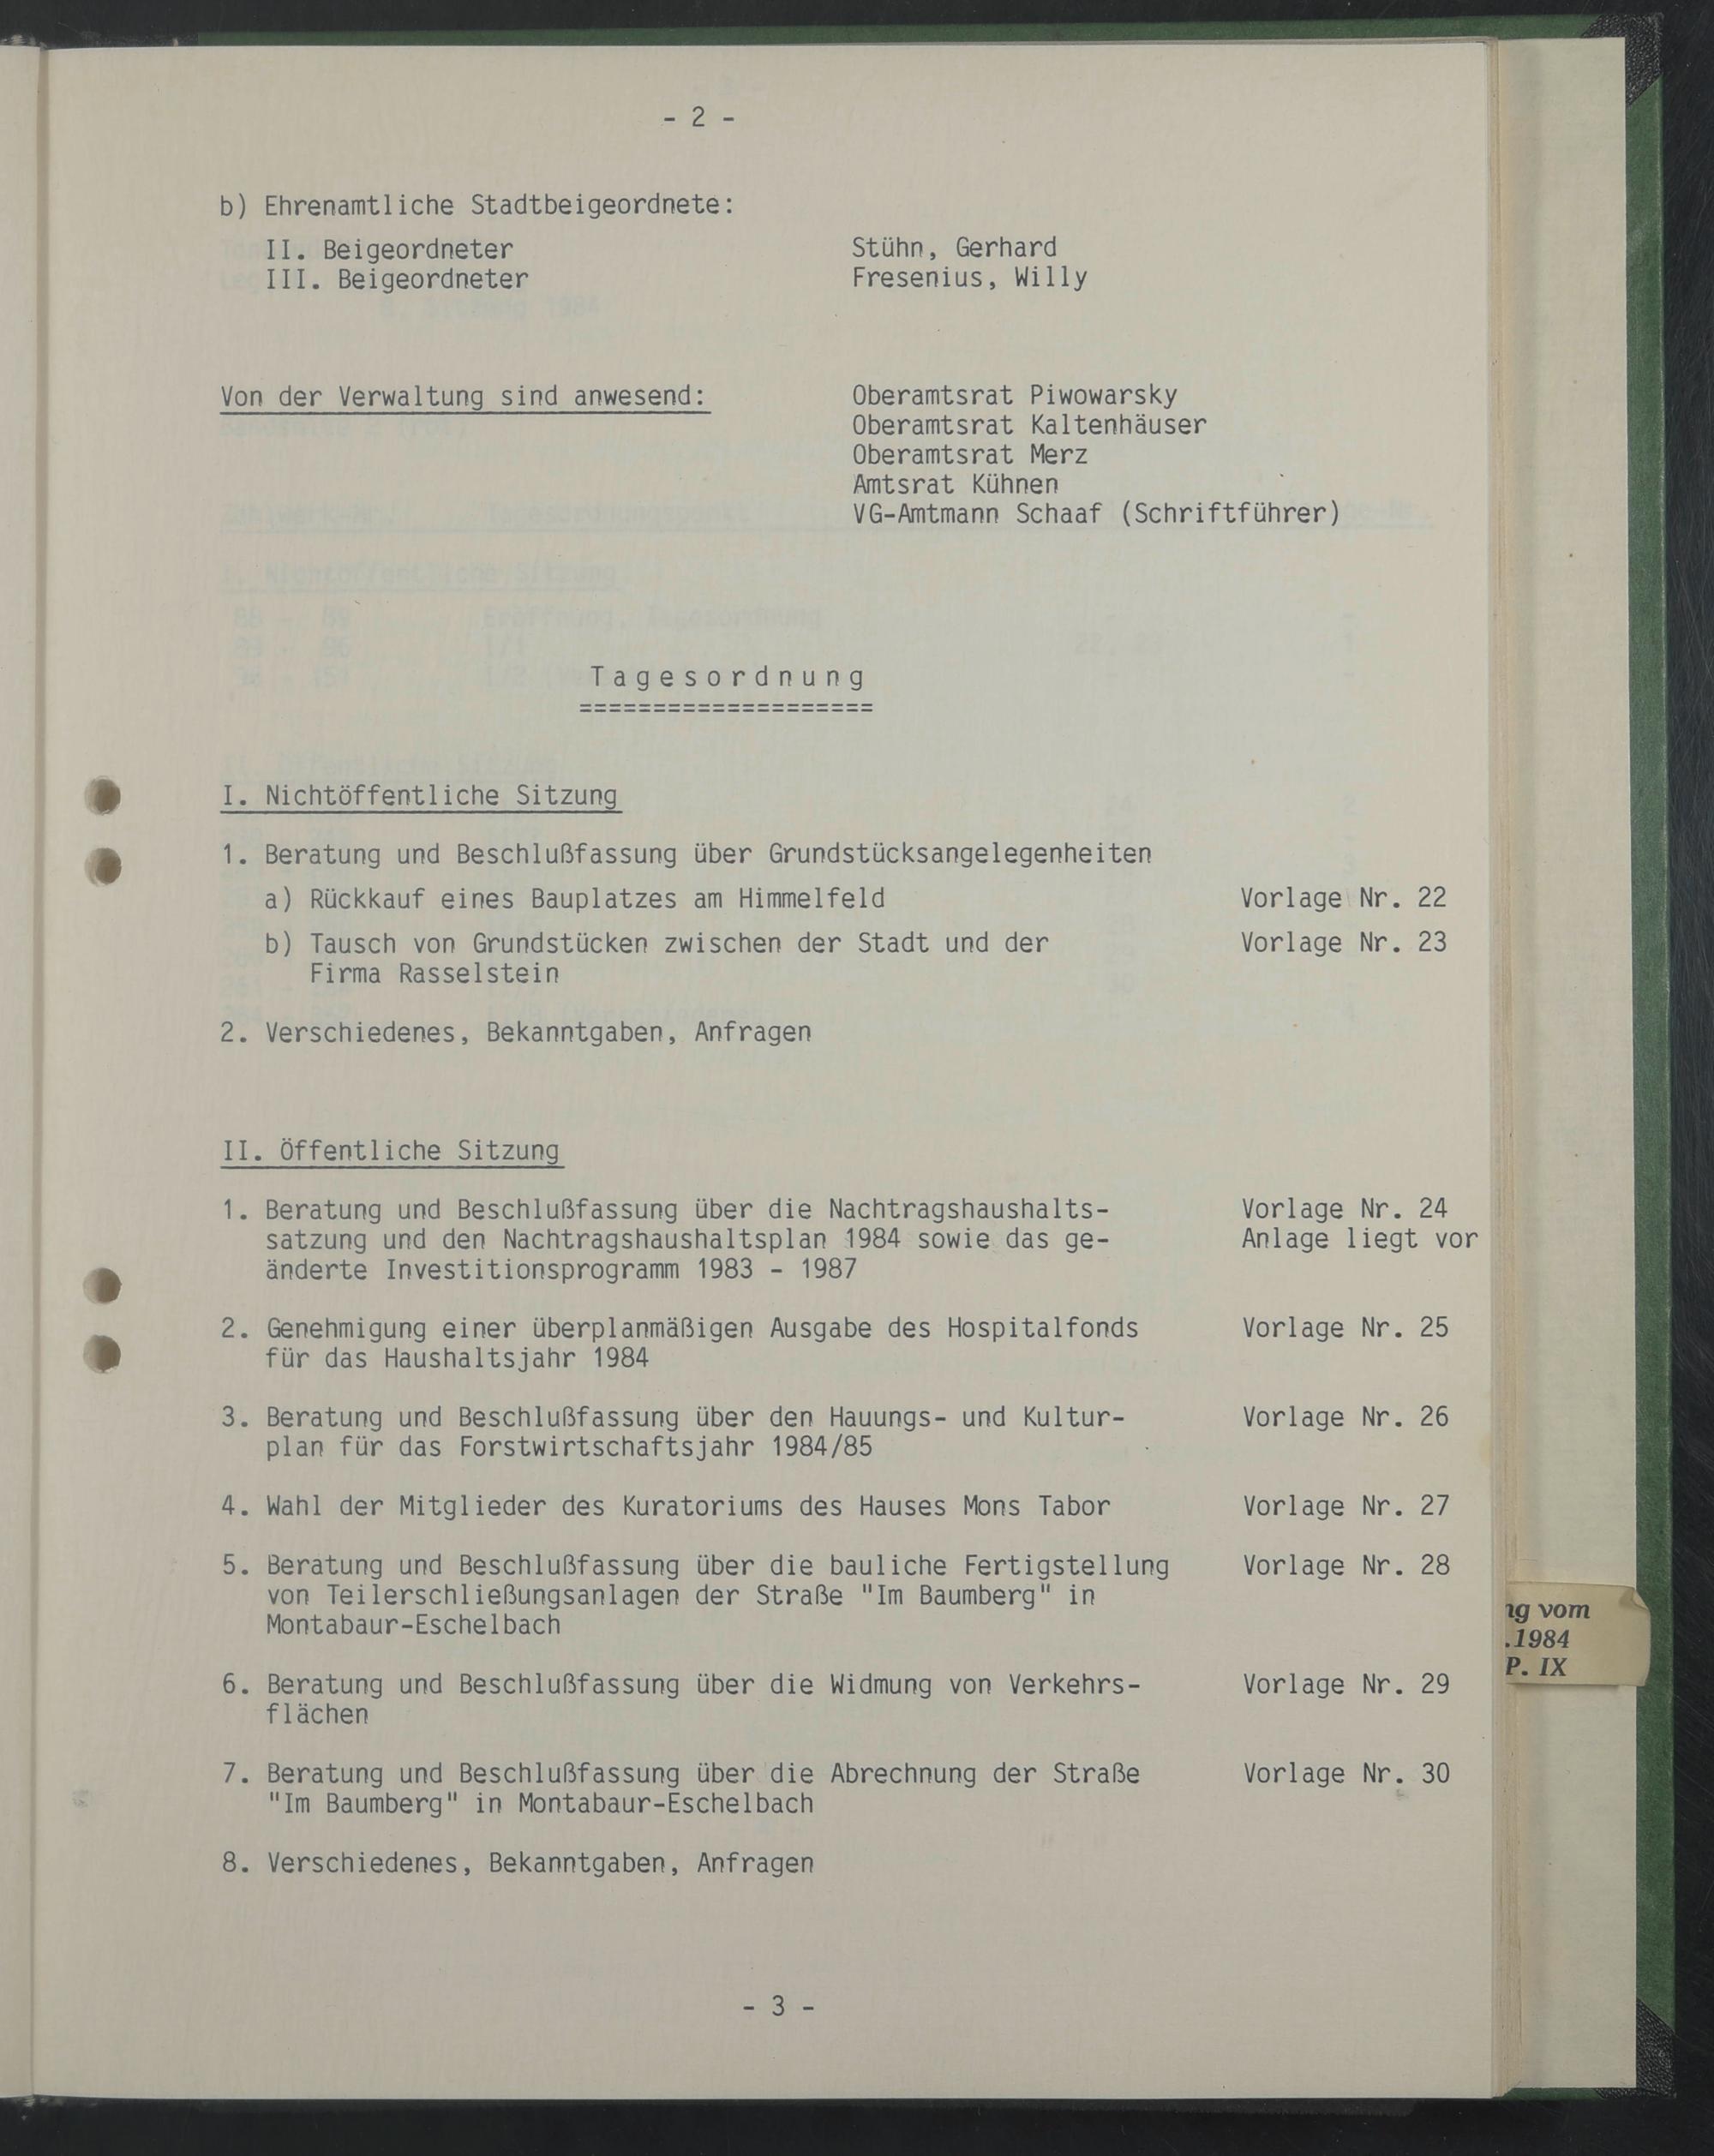 - 2 -
b) Ehrenamtliche Stadtbeigeordnete:
II. Beigeordneter Stühn, Gerhard
III. Beigeordneter Fresenius, Willy
Von der Verwaltung sind anwesend: Oberamtsrat Piwowarsky
Oberamtsrat Kaltenhäuser
Oberamtsrat Merz
Amtsrat Kühnen
VG-Amtmann Schaaf (Schriftführer)
T a g e s o r d n u n g
====================
I. Nichtöffentliche Sitzung
1. Beratung und Beschlußfassung über Grundstücksangelegenheiten
a) Rückkauf eines Bauplatzes am Himmelfeld Vorlage Nr. 22
b) Tausch von Grundstücken zwischen der Stadt und der Vorlage Nr. 23
Firma Rasselstein
2. Verschiedenes, Bekanntgaben, Anfragen
II. Öffentliche Sitzung
1. Beratung und Beschlußfassung über die Nachtragshaushalts- Vorlage Nr. 24
satzung und den Nachtragshaushaltsplan 1984 sowie das ge- Anlage liegt vor
änderte Investitionsprogramm 1983 - 1987
2. Genehmigung einer überplanmäßigen Ausgabe des Hospitalfonds Vorlage Nr. 25
für das Haushaltsjahr 1984
3. Beratung und Beschlußfassung über den Hauungs- und Kultur- Vorlage Nr. 26
plan für das Forstwirtschaftsjahr 1984/85
4. Wahl der Mitglieder des Kuratoriums des Hauses Mons Tabor Vorlage Nr. 27
5. Beratung und Beschlußfassung über die bauliche Fertigstellung Vorlage Nr. 28
von Teilerschließungsanlagen der Straße "Im Baumberg" in
Montabaur-Eschelbach
6. Beratung und Beschlußfassung über die Widmung von Verkehrs- Vorlage Nr. 29
flächen
7. Beratung und Beschlußfassung über die Abrechnung der Straße Vorlage Nr. 30
"Im Baumberg" in Montabaur-Eschelbach
8. Verschiedenes, Bekanntgaben, Anfragen
- 3 -
ng vom
.1984
P. IX